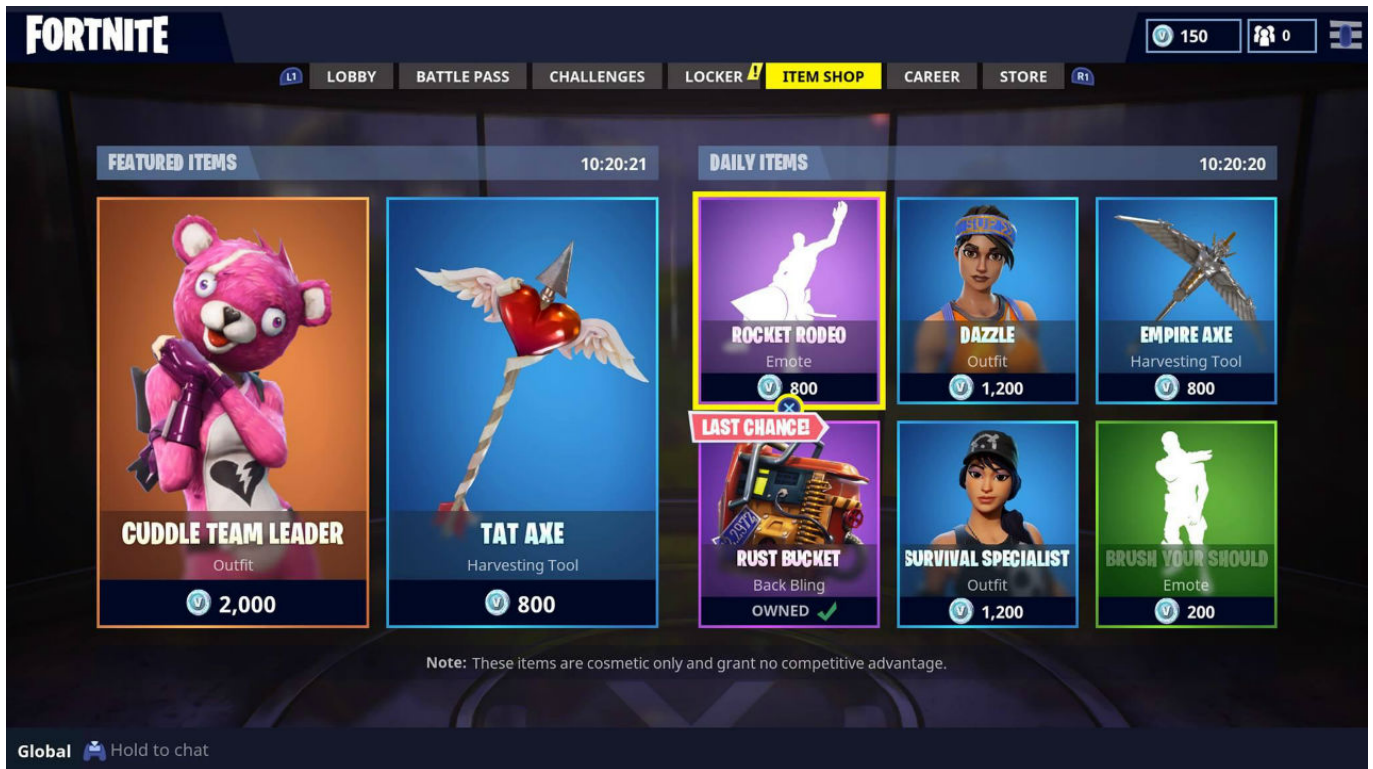 FORTNITE
150
0
L1
LOBBY
BATTLE PASS
CHALLENGES
LOCKER
!
ITEM SHOP
CAREER
STORE
R1
FEATURED ITEMS
10:20:21
CUDDLE TEAM LEADER
Outfit
V 2,000
TAT AXE
Harvesting Tool
V 800
DAILY ITEMS
10:20:20
ROCKET RODEO
Emote
V 800
DAZZLE
Outfit
V 1,200
EMPIRE AXE
Harvesting Tool
V 800
LAST CHANCE!
RUST BUCKET
Back Bling
OWNED
SURVIVAL SPECIALIST
Outfit
V 1,200
BRUSH YOUR SHOULD
Emote
V 200
Note: These items are cosmetic only and grant no competitive advantage.
Global
Hold to chat